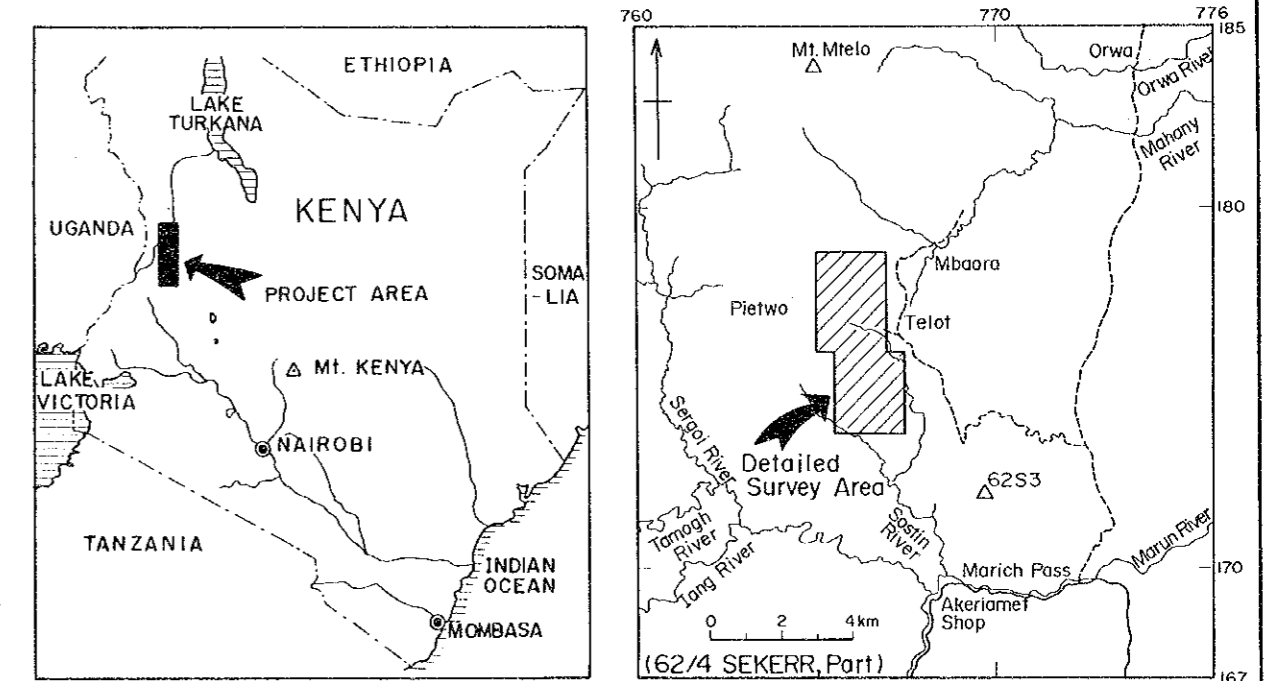 ETHIOPIA
LAKE
TURKANA
KENYA
UGANDA
PROJECT AREA
SOMA
-LIA
Mt. KENYA
LAKE
VICTORIA
NAIROBI
TANZANIA
INDIAN
OCEAN
MOMBASA
760
770
776
185
Mt. Mtelo
Orwa
Orwa River
Mahany
River
180
Mbaora
Pietwo
Telot
Sergoi River
Detailed
Survey Area
62S3
Tamogh
River
Sostin
River
Iang River
Marun River
Marich Pass
170
Akeriamet
Shop
0 2 4km
(62/4 SEKERR, Part)
167